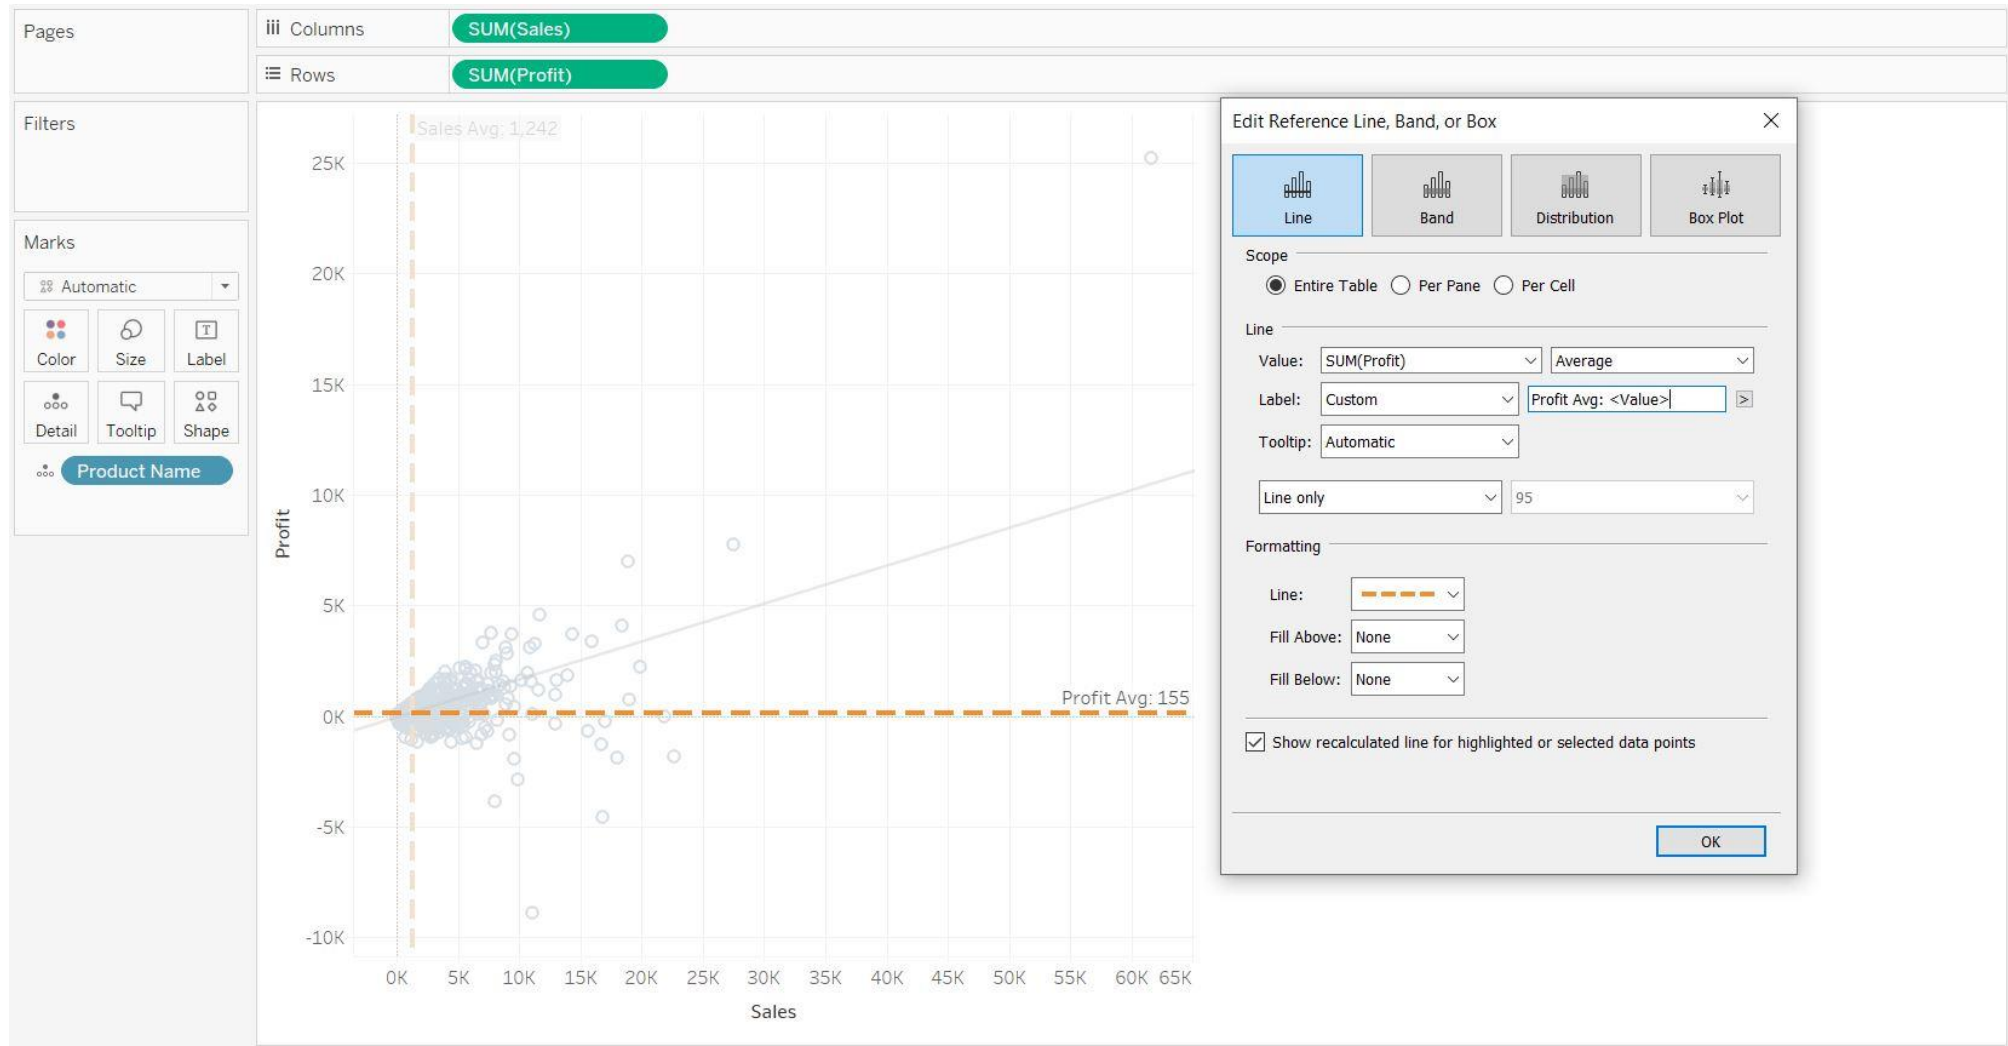 Pages
iii Columns SUM(Sales)
Rows SUM(Profit)
Filters
Marks
Automatic
Color Size Label
Detail Tooltip Shape
Product Name
Sales Avg: 1,242
25K
20K
15K
10K
5K
0K
-5K
-10K
Profit
Profit Avg: 155
0K 5K 10K 15K 20K 25K 30K 35K 40K 45K 50K 55K 60K 65K
Sales
Edit Reference Line, Band, or Box
Line Band Distribution Box Plot
Scope
Entire Table Per Pane Per Cell
Line
Value: SUM(Profit) Average
Label: Custom Profit Avg: <Value> >
Tooltip: Automatic
Line only 95
Formatting
Line:
Fill Above: None
Fill Below: None
Show recalculated line for highlighted or selected data points
OK